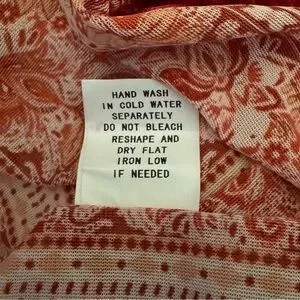 HAND WASH
IN COLD WATER
SEPARATELY
DO NOT BLEACH
RESHAPE AND
DRY FLAT
IRON LOW
IF NEEDED